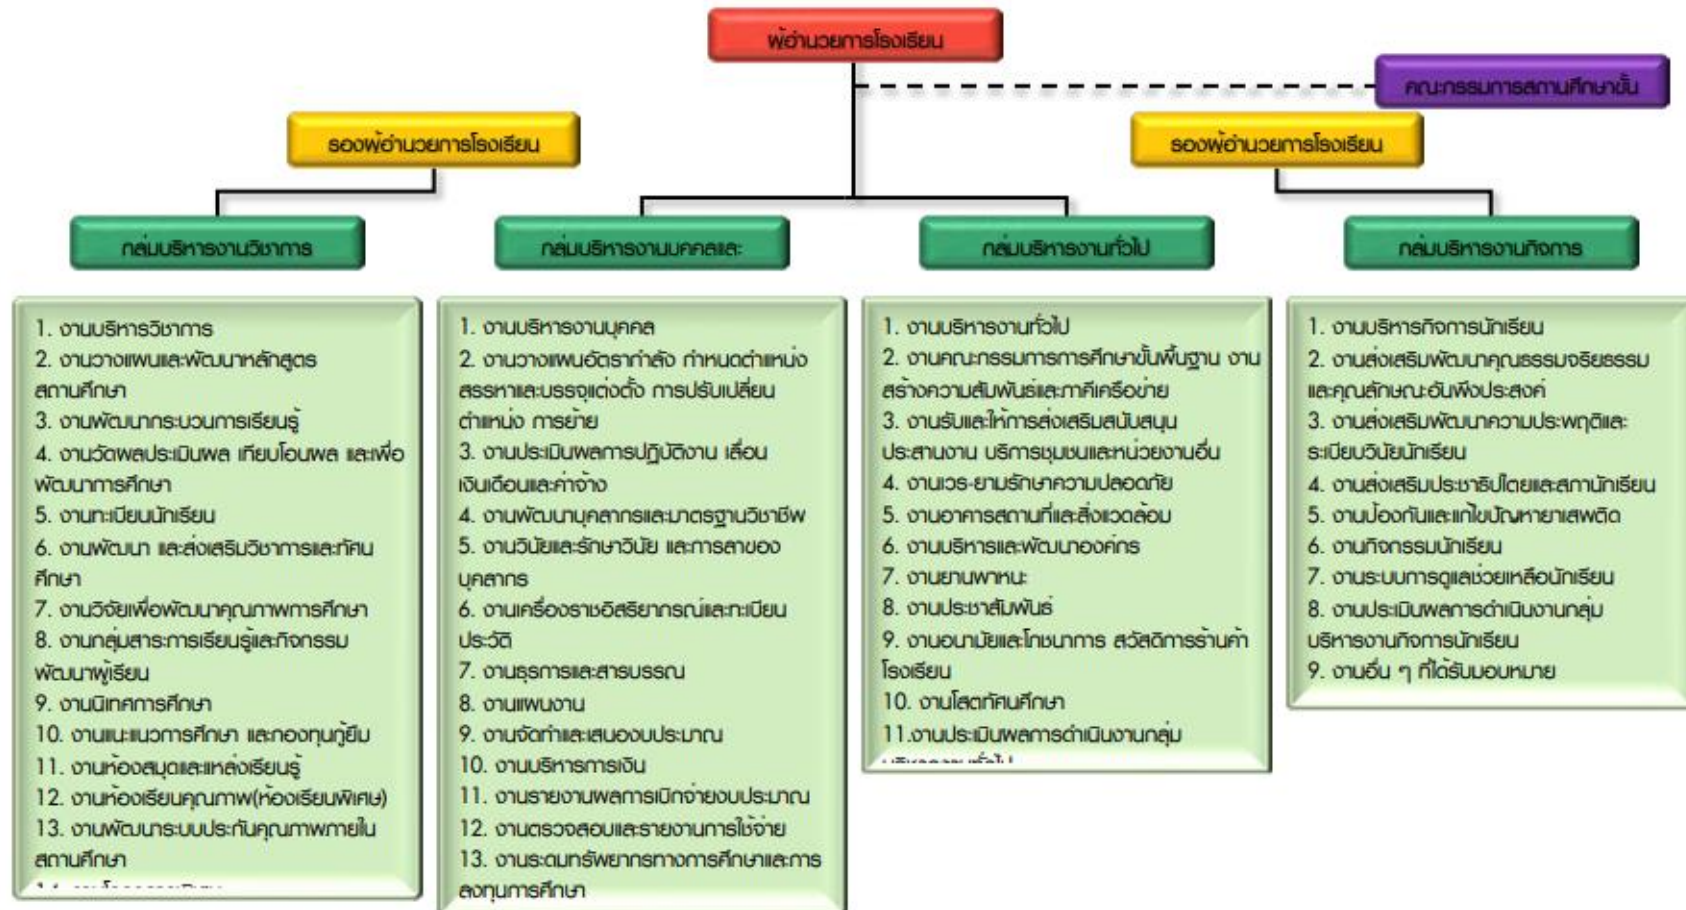 ผู้อำนวยการโรงเรียน
คณะกรรมการสถานศึกษาขั้น
รองผู้อำนวยการโรงเรียน
รองผู้อำนวยการโรงเรียน
กลุ่มบริหารงานวิชาการ
กลุ่มบริหารงานบุคคลและ
กลุ่มบริหารงานทั่วไป
กลุ่มบริหารงานกิจการ
1. งานบริหารวิชาการ
2. งานวางแผนและพัฒนาหลักสูตร
สถานศึกษา
3. งานพัฒนากระบวนการเรียนรู้
4. งานวัดผลประเมินผล เทียบโอนผล และเพื่อ
พัฒนาการศึกษา
5. งานทะเบียนนักเรียน
6. งานพัฒนา และส่งเสริมวิชาการและทัศน
ศึกษา
7. งานวิจัยเพื่อพัฒนาคุณภาพการศึกษา
8. งานกลุ่มสาระการเรียนรู้และกิจกรรม
พัฒนาผู้เรียน
9. งานนิเทศการศึกษา
10. งานแนะแนวการศึกษา และกองทุนกู้ยืม
11. งานห้องสมุดและแหล่งเรียนรู้
12. งานห้องเรียนคุณภาพ(ห้องเรียนพิเศษ)
13. งานพัฒนาระบบประกันคุณภาพภายใน
สถานศึกษา
1. งานบริหารงานบุคคล
2. งานวางแผนอัตรากำลัง กำหนดตำแหน่ง
สรรหาและบรรจุแต่งตั้ง การปรับเปลี่ยน
ตำแหน่ง การย้าย
3. งานประเมินผลการปฏิบัติงาน เลื่อน
เงินเดือนและค่าจ้าง
4. งานพัฒนาบุคลากรและมาตรฐานวิชาชีพ
5. งานวินัยและรักษาวินัย และการลาของ
บุคลากร
6. งานเครื่องราชอิสริยาภรณ์และทะเบียน
ประวัติ
7. งานธุรการและสารบรรณ
8. งานแผนงาน
9. งานจัดทำและเสนองบประมาณ
10. งานบริหารการเงิน
11. งานรายงานผลการเบิกจ่ายงบประมาณ
12. งานตรวจสอบและรายงานการใช้จ่าย
13. งานระดมทรัพยากรทางการศึกษาและการ
ลงทุนการศึกษา
1. งานบริหารงานทั่วไป
2. งานคณะกรรมการการศึกษาขั้นพื้นฐาน งาน
สร้างความสัมพันธ์และภาคีเครือข่าย
3. งานรับและให้การส่งเสริมสนับสนุน
ประสานงาน บริการชุมชนและหน่วยงานอื่น
4. งานเวร-ยามรักษาความปลอดภัย
5. งานอาคารสถานที่และสิ่งแวดล้อม
6. งานบริหารและพัฒนาองค์กร
7. งานยานพาหนะ
8. งานประชาสัมพันธ์
9. งานอนามัยและโภชนาการ สวัสดิการร้านค้า
โรงเรียน
10. งานโสตทัศนศึกษา
11.งานประเมินผลการดำเนินงานกลุ่ม
1. งานบริหารกิจการนักเรียน
2. งานส่งเสริมพัฒนาคุณธรรมจริยธรรม
และคุณลักษณะอันพึงประสงค์
3. งานส่งเสริมพัฒนาความประพฤติและ
ระเบียบวินัยนักเรียน
4. งานส่งเสริมประชาธิปไตยและสภานักเรียน
5. งานป้องกันและแก้ไขปัญหายาเสพติด
6. งานกิจกรรมนักเรียน
7. งานระบบการดูแลช่วยเหลือนักเรียน
8. งานประเมินผลการดำเนินงานกลุ่ม
บริหารงานกิจการนักเรียน
9. งานอื่น ๆ ที่ได้รับมอบหมาย